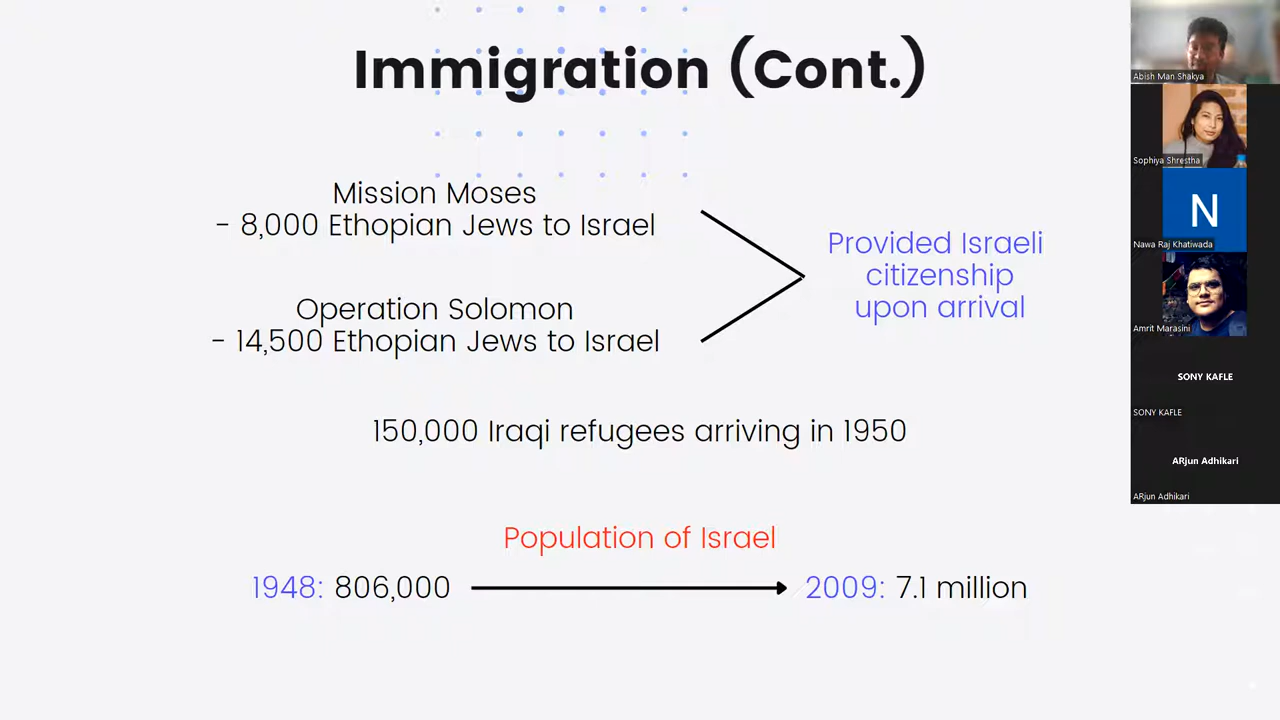 Immigration (Cont.)
Mission Moses
- 8,000 Ethopian Jews to Israel
Operation Solomon
- 14,500 Ethopian Jews to Israel
Provided Israeli
citizenship
upon arrival
150,000 Iraqi refugees arriving in 1950
Population of Israel
1948: 806,000
2009: 7.1 million
Abish Man Shakya
Sophiya Shrestha
N
Nawa Raj Khatiwada
Amrit Marasini
SONY KAFLE
SONY KAFLE
ARjun Adhikari
ARjun Adhikari